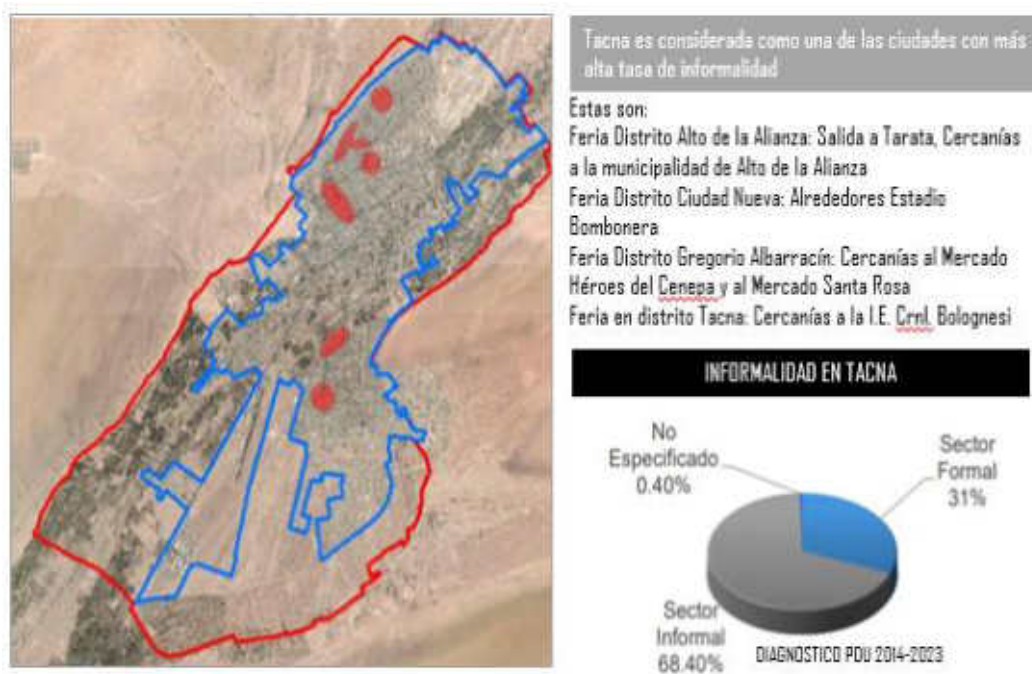 Tacna es considerada como una de las ciudades con más
alta tasa de informalidad
Estas son:
Feria Distrito Alto de la Alianza: Salida a Tarata, Cercanías
a la municipalidad de Alto de la Alianza
Feria Distrito Ciudad Nueva: Alrededores Estadio
Bombonera
Feria Distrito Gregorio Albarracín: Cercanías al Mercado
Héroes del Cenepa y al Mercado Santa Rosa
Feria en distrito Tacna: Cercanías a la I.E. Crnl. Bolognesi
INFORMALIDAD EN TACNA
No
Especificado
0.40%
Sector
Formal
31%
Sector
Informal
68.40%
DIAGNOSTICO PDU 2014-2023